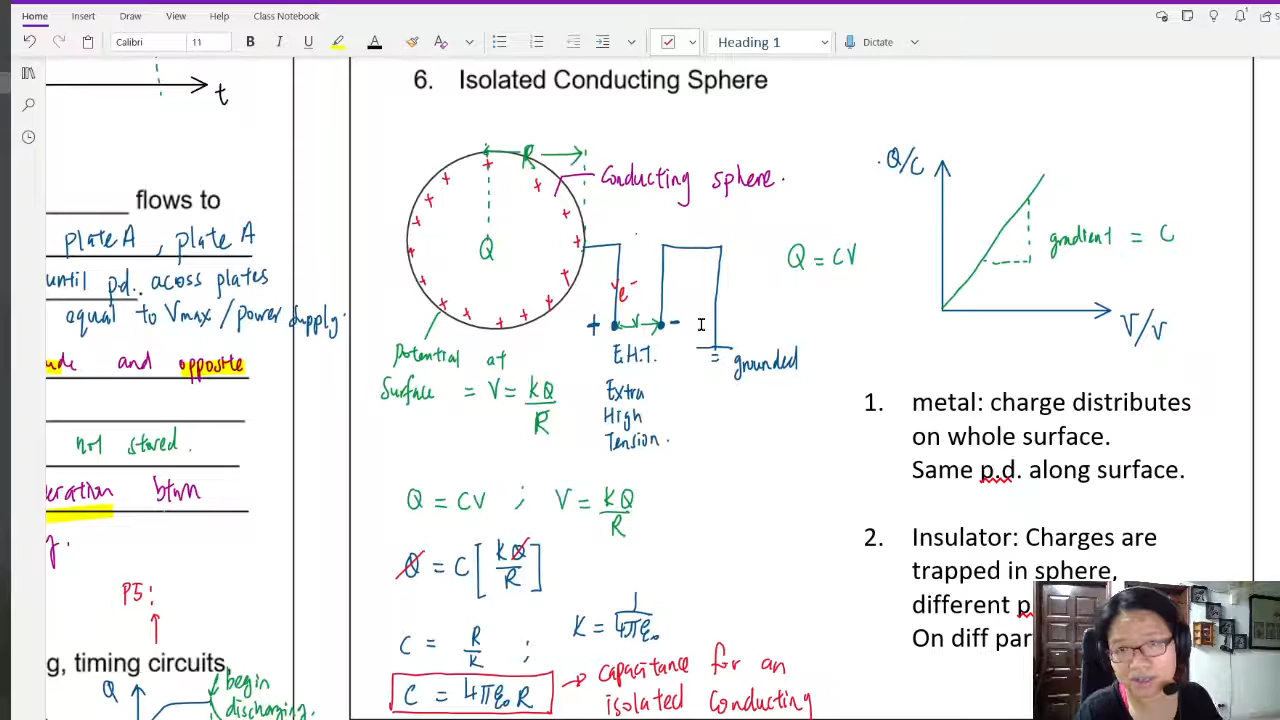 Home Insert Draw View Help Class Notebook
Calibri 11 B I U A Heading 1 Dictate
t
flows to
plate A , plate A
until pd. across plates
equal to Vmax/power supply.
and opposite
not stored.
eration btwn
P5:
g, timing circuits,
Q
begin
discharging.
6. Isolated Conducting Sphere
R
Conducting sphere.
Q
e⁻
+ V -
E.H.T.
Extra
High
Tension.
= grounded
Potential at
Surface = V = kQ/R
Q = CV
Q/C
gradient = C
V/V
Q = CV ; V = kQ/R
Q = C[kQ/R]
C = R/K ; K = 1/4πε₀
C = 4πε₀R → capacitance for an
isolated conducting
1. metal: charge distributes
on whole surface.
Same p.d. along surface.
2. Insulator: Charges are
trapped in sphere,
different p
On diff par